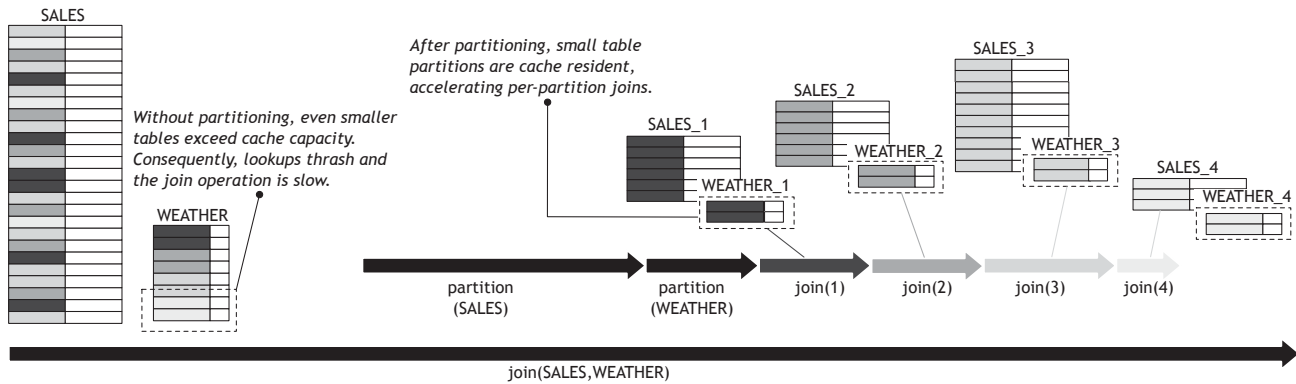 SALES
Without partitioning, even smaller
tables exceed cache capacity.
Consequently, lookups thrash and
the join operation is slow.
WEATHER
After partitioning, small table
partitions are cache resident,
accelerating per-partition joins.
SALES_1
WEATHER_1
SALES_2
WEATHER_2
SALES_3
WEATHER_3
SALES_4
WEATHER_4
partition
(SALES)
partition
(WEATHER)
join(1)
join(2)
join(3)
join(4)
join(SALES,WEATHER)